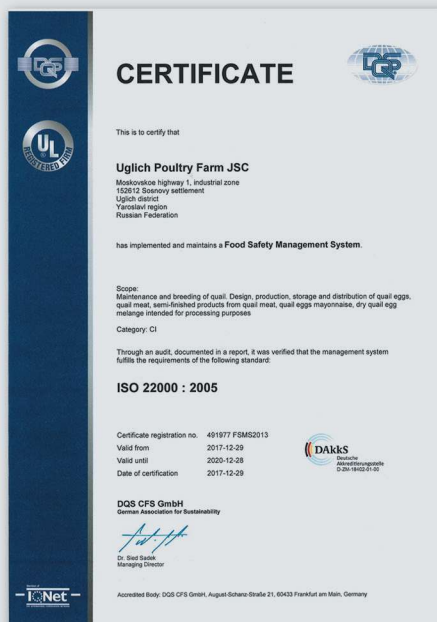 DQS
CERTIFICATE
DQS
UL
REGISTERED FIRM
This is to certify that
Uglich Poultry Farm JSC
Moskovskoe highway 1, industrial zone
152612 Sosnovy settlement
Uglich district
Yaroslavl region
Russian Federation
has implemented and maintains a Food Safety Management System.
Scope:
Maintenance and breeding of quail. Design, production, storage and distribution of quail eggs,
quail meat, semi-finished products from quail meat, quail eggs mayonnaise, dry quail egg
melange intended for processing purposes
Category: CI
Through an audit, documented in a report, it was verified that the management system
fulfills the requirements of the following standard:
ISO 22000 : 2005
Certificate registration no. 491977 FSMS2013
Valid from 2017-12-29
Valid until 2020-12-28
Date of certification 2017-12-29
DAkkS
Deutsche
Akkreditierungsstelle
D-ZM-18402-01-00
DQS CFS GmbH
German Association for Sustainability
Dr. Sied Sadek
Managing Director
IQNet
Accredited Body: DQS CFS GmbH, August-Schanz-Straße 21, 60433 Frankfurt am Main, Germany